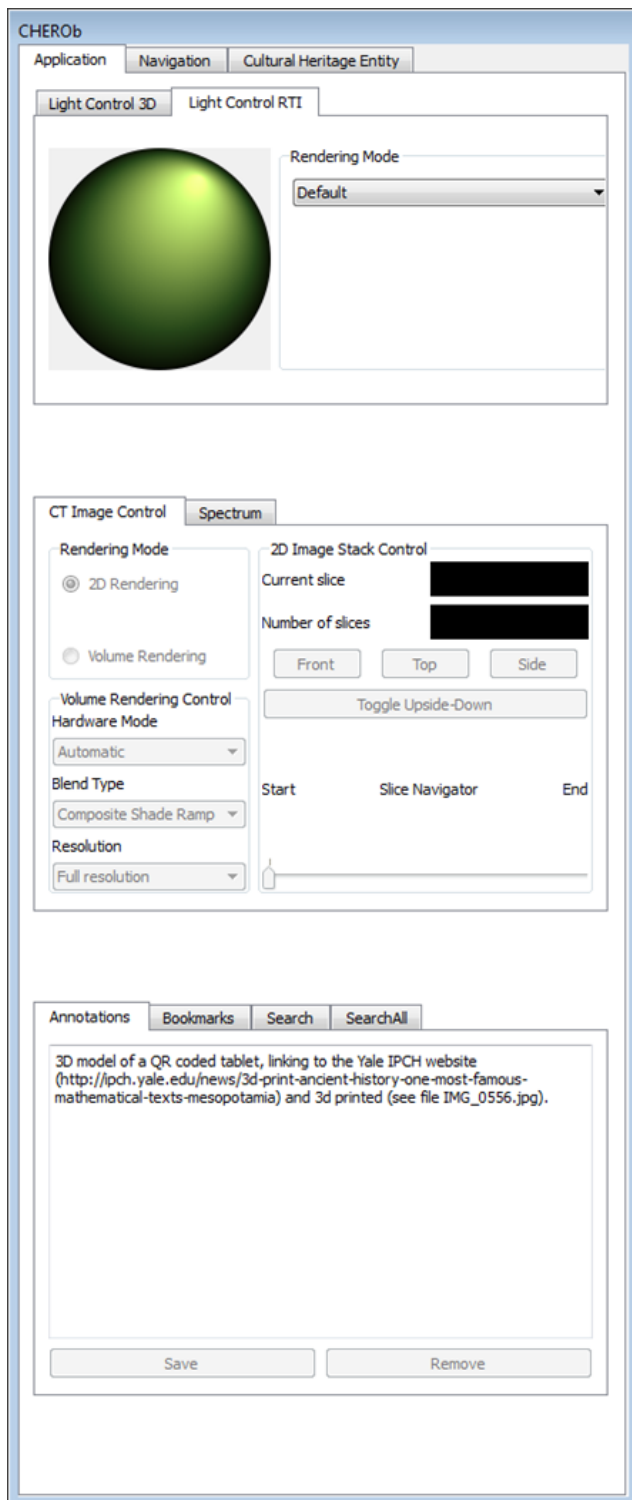 CHEROb
Application Navigation Cultural Heritage Entity
Light Control 3D Light Control RTI
Rendering Mode
Default
CT Image Control Spectrum
Rendering Mode
2D Rendering
Volume Rendering
Volume Rendering Control
Hardware Mode
Automatic
Blend Type
Composite Shade Ramp
Resolution
Full resolution
2D Image Stack Control
Current slice
Number of slices
Front Top Side
Toggle Upside-Down
Start Slice Navigator End
Annotations Bookmarks Search SearchAll
3D model of a QR coded tablet, linking to the Yale IPCH website
(http://ipch.yale.edu/news/3d-print-ancient-history-one-most-famous-
mathematical-texts-mesopotamia) and 3d printed (see file IMG_0556.jpg).
Save Remove